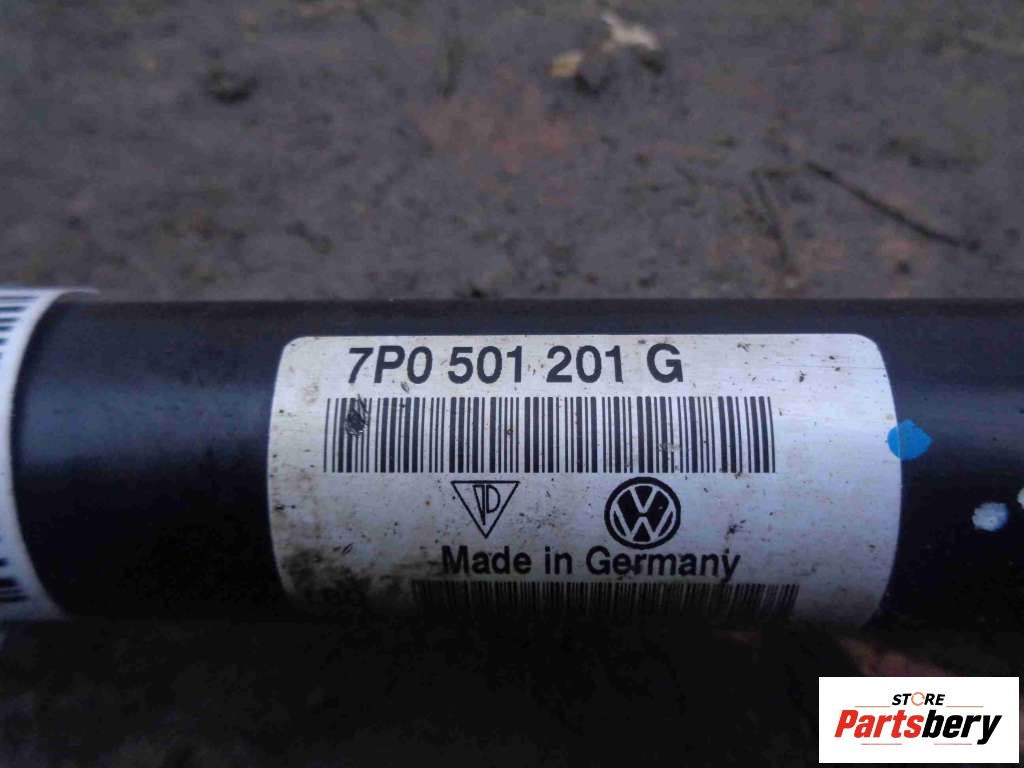 7P0 501 201 G
Made in Germany
STORE
Partsbery